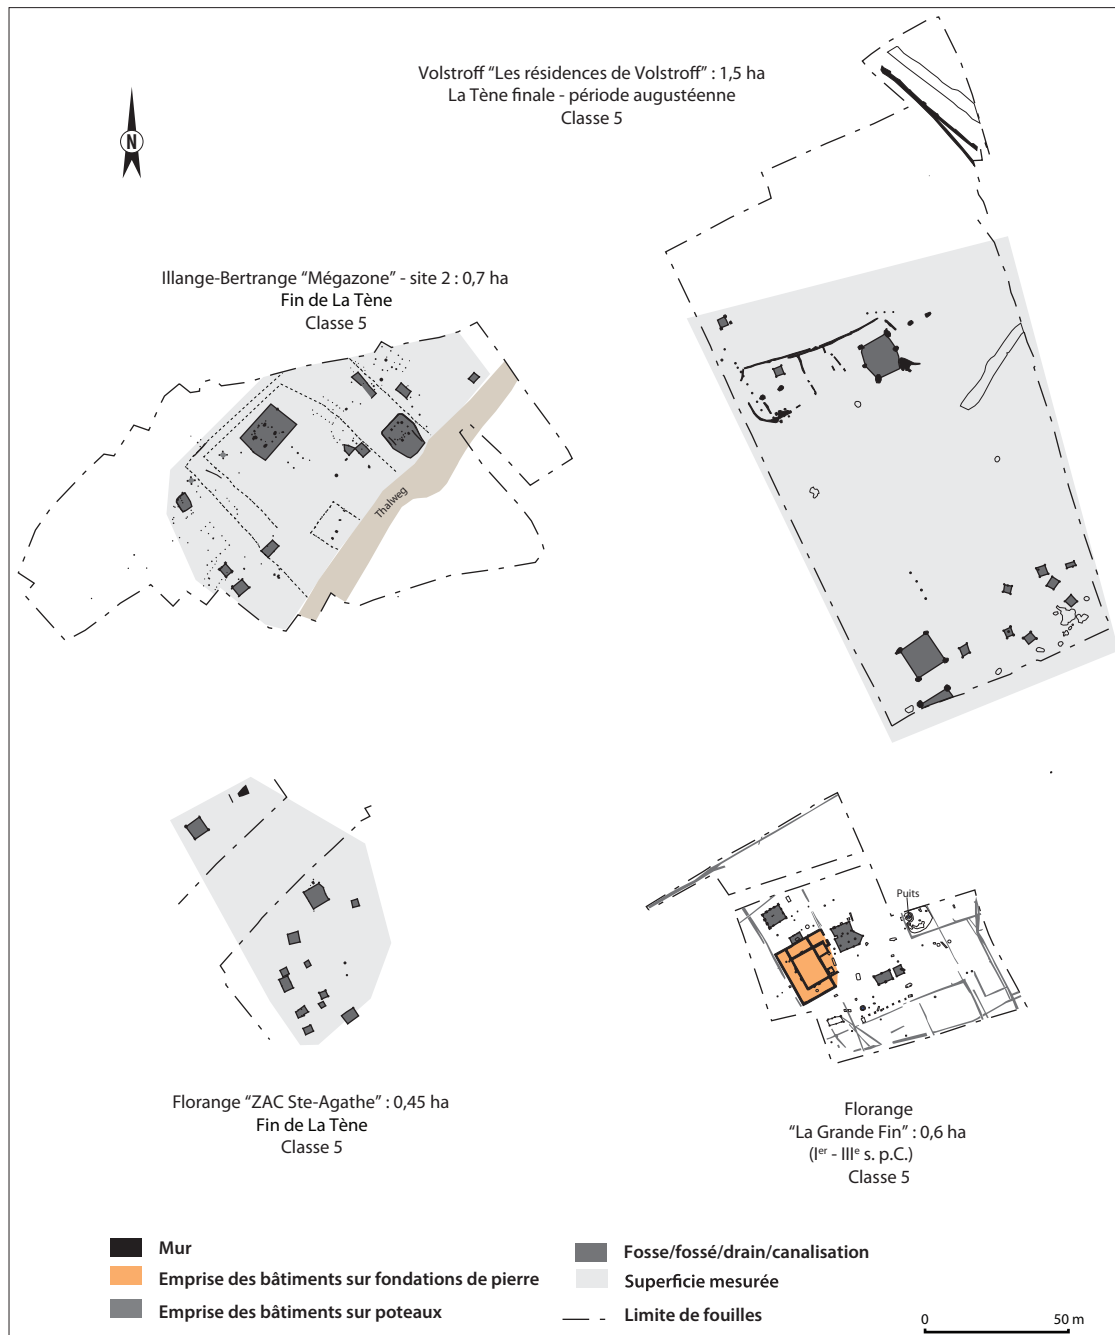 Volstroff “Les résidences de Volstroff” : 1,5 ha
La Tène finale - période augustéenne
Classe 5
N
Illange-Bertrange “Mégazone” - site 2 : 0,7 ha
Fin de La Tène
Classe 5
Thalweg
Puits
Florange “ZAC Ste-Agathe” : 0,45 ha
Fin de La Tène
Classe 5
Florange
“La Grande Fin” : 0,6 ha
(Ier - IIIe s. p.C.)
Classe 5
Mur
Emprise des bâtiments sur fondations de pierre
Emprise des bâtiments sur poteaux
Fosse/fossé/drain/canalisation
Superficie mesurée
Limite de fouilles
0 50 m